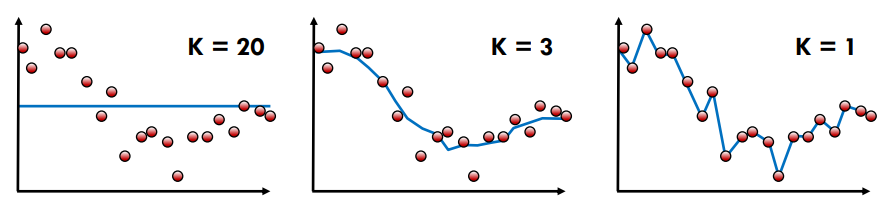 K = 20
K = 3
K = 1